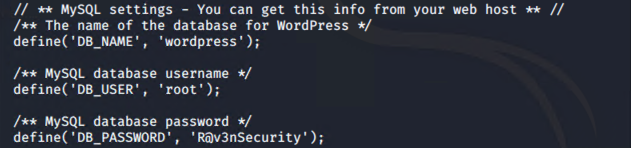 // ** MySQL settings - You can get this info from your web host ** //
/** The name of the database for WordPress */
define('DB_NAME', 'wordpress');
/** MySQL database username */
define('DB_USER', 'root');
/** MySQL database password */
define('DB_PASSWORD', 'R@v3nSecurity');